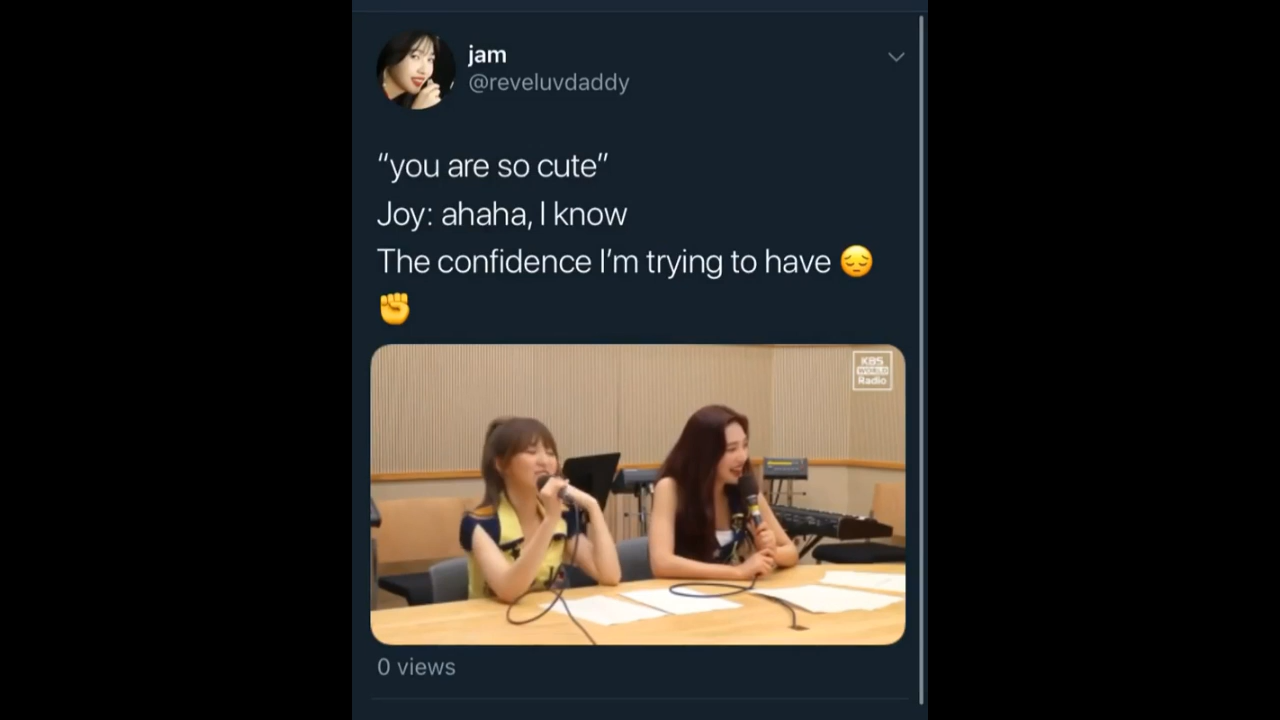 jam
@reveluvdaddy
“you are so cute”
Joy: ahaha, I know
The confidence I’m trying to have 😔
✊
KBS
WORLD
Radio
0 views